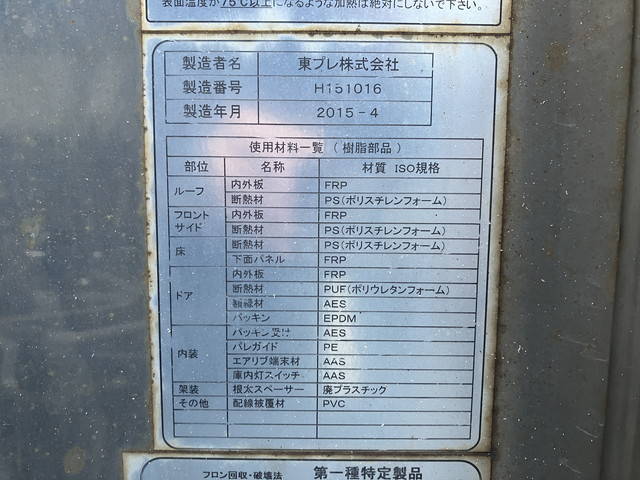 表面温度が75℃以上になるような加熱は絶対にしないで下さい。
製造者名 東プレ株式会社
製造番号 H151016
製造年月 2015-4
使用材料一覧 (樹脂部品)
部位 名称 材質 ISO規格
ルーフ 内外板 FRP
断熱材 PS(ポリスチレンフォーム)
フロント サイド 内外板 FRP
断熱材 PS(ポリスチレンフォーム)
床 断熱材 PS(ポリスチレンフォーム)
下面パネル FRP
ドア 内外板 FRP
断熱材 PUF(ポリウレタンフォーム)
額縁材 AES
パッキン EPDM
内装 パッキン受け AES
パレガイド PE
エアリブ端末材 AAS
庫内灯スイッチ AAS
架装 根太スペーサー 廃プラスチック
その他 配線被覆材 PVC
フロン回収・破壊法 第一種特定製品